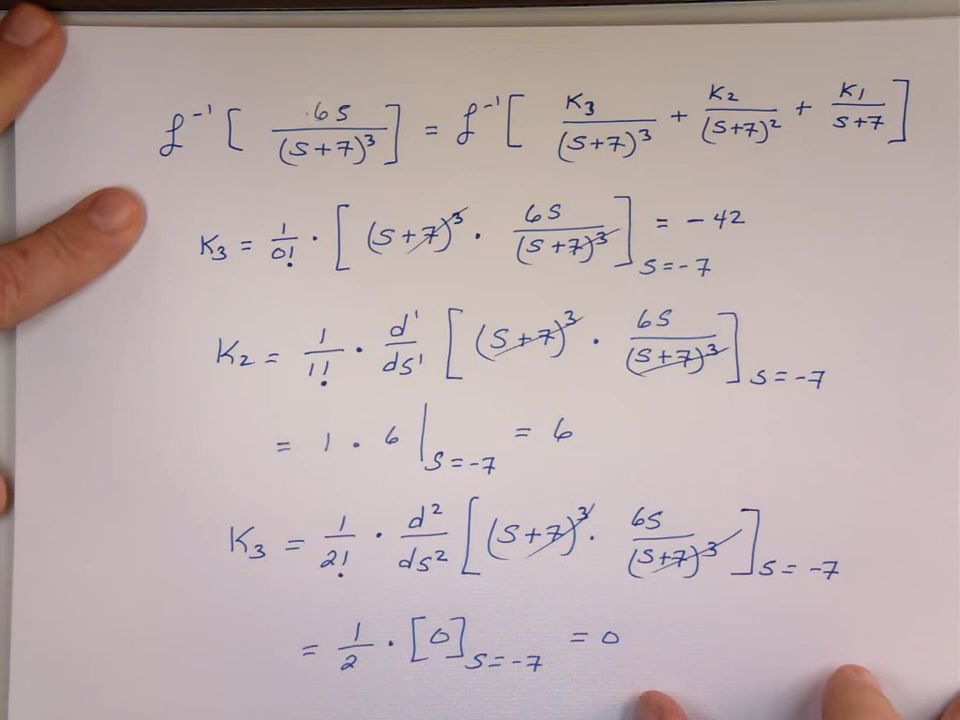 ℒ⁻¹ [ 6S / (S+7)³ ] = ℒ⁻¹ [ K₃ / (S+7)³ + K₂ / (S+7)² + K₁ / S+7 ]
K₃ = 1/0! · [ (S+7)³ · 6S / (S+7)³ ] S=-7 = -42
K₂ = 1/1! · d¹/dS¹ [ (S+7)³ · 6S / (S+7)³ ] S=-7
= 1 · 6 | S=-7 = 6
K₃ = 1/2! · d²/dS² [ (S+7)³ · 6S / (S+7)³ ] S=-7
= 1/2 · [0] S=-7 = 0